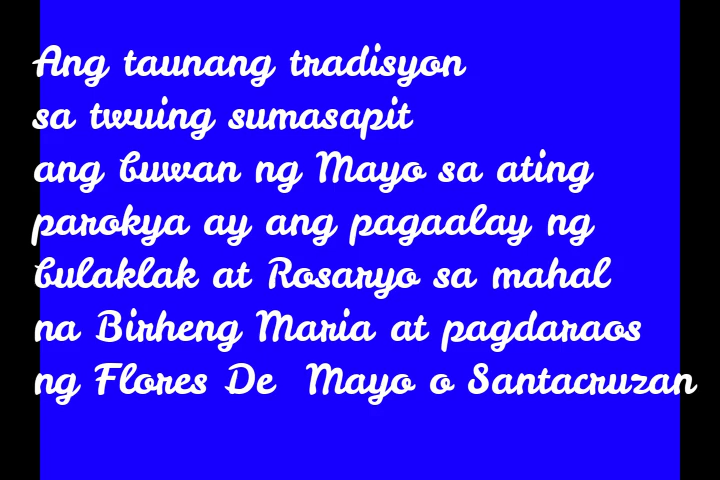 Ang taunang tradisyon
sa twuing sumasapit
ang buwan ng Mayo sa ating
parokya ay ang pagaalay ng
bulaklak at Rosaryo sa mahal
na Birheng Maria at pagdaraos
ng Flores De Mayo o Santacruzan